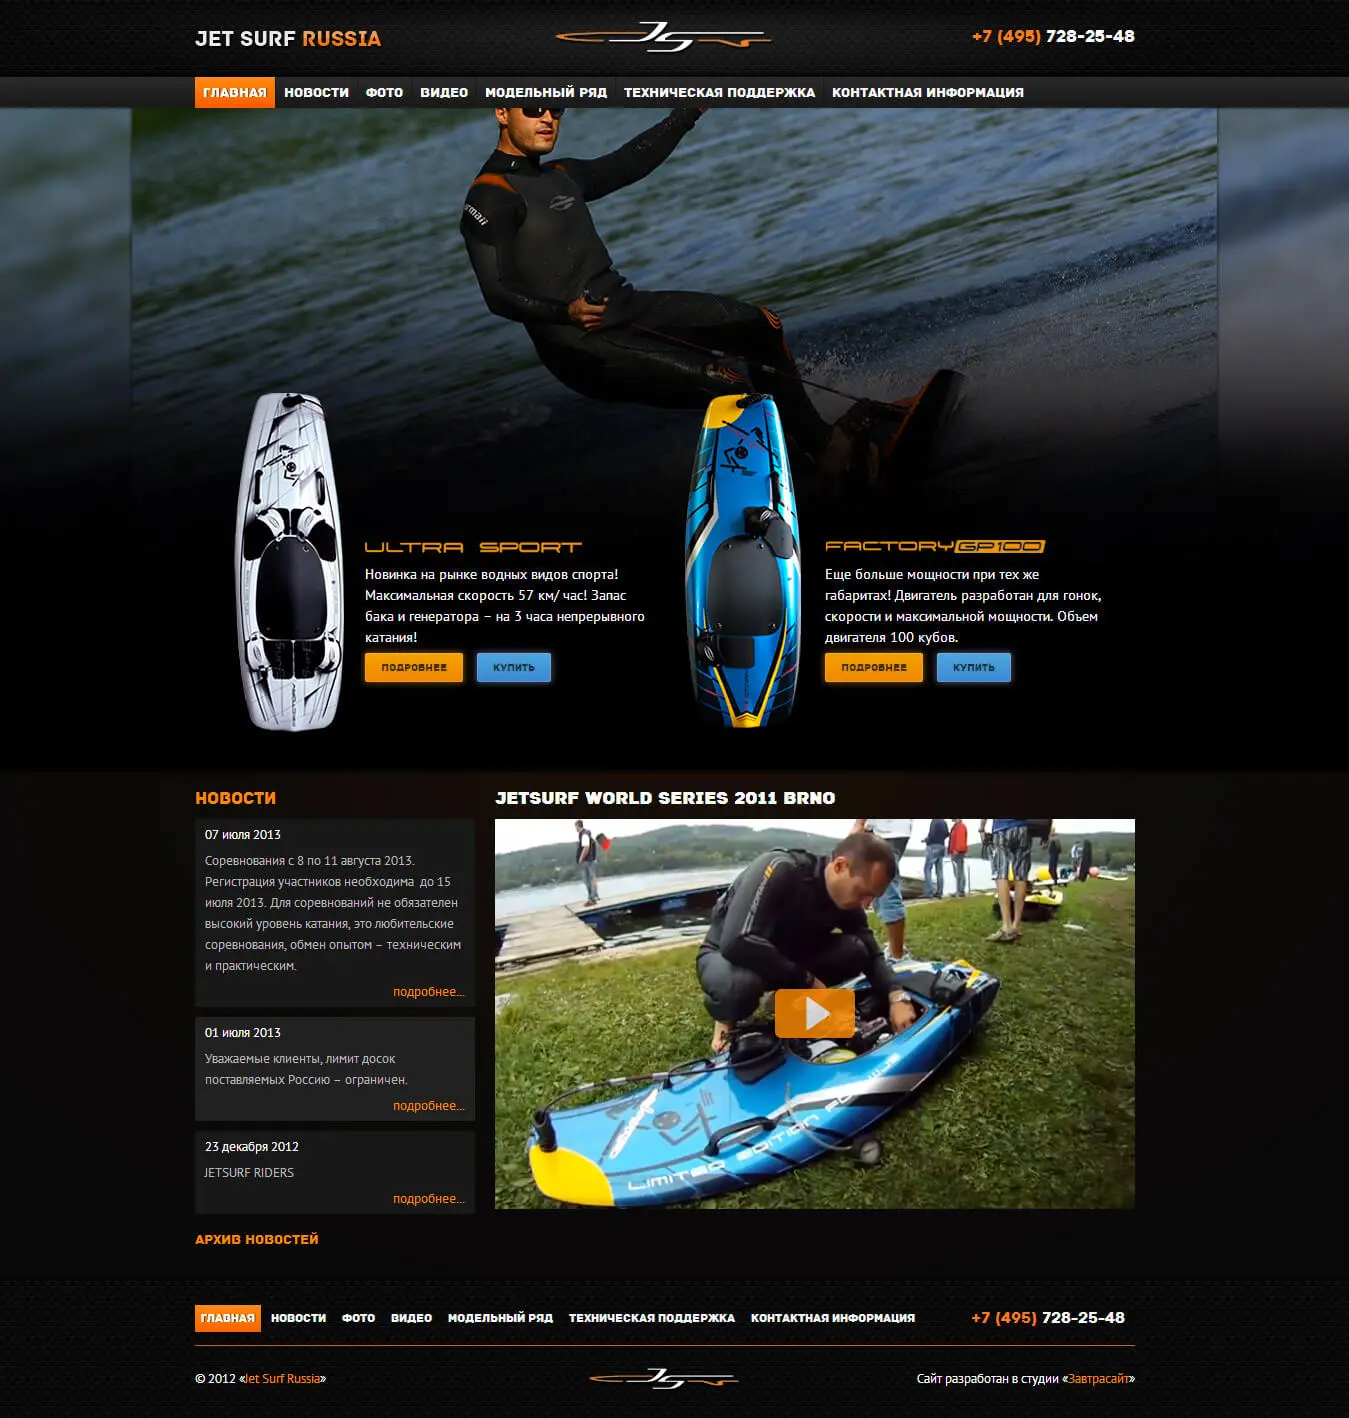 JET SURF RUSSIA
+7 (495) 728-25-48
ГЛАВНАЯ НОВОСТИ ФОТО ВИДЕО МОДЕЛЬНЫЙ РЯД ТЕХНИЧЕСКАЯ ПОДДЕРЖКА КОНТАКТНАЯ ИНФОРМАЦИЯ
ULTRA SPORT
Новинка на рынке водных видов спорта!
Максимальная скорость 57 км/ час! Запас
бака и генератора – на 3 часа непрерывного
катания!
ПОДРОБНЕЕ КУПИТЬ
FACTORY GP100
Еще больше мощности при тех же
габаритах! Двигатель разработан для гонок,
скорости и максимальной мощности. Объем
двигателя 100 кубов.
ПОДРОБНЕЕ КУПИТЬ
НОВОСТИ
07 июля 2013
Соревнования с 8 по 11 августа 2013.
Регистрация участников необходима до 15
июля 2013. Для соревнований не обязателен
высокий уровень катания, это любительские
соревнования, обмен опытом – техническим
и практическим.
подробнее...
01 июля 2013
Уважаемые клиенты, лимит досок
поставляемых Россию – ограничен.
подробнее...
23 декабря 2012
JETSURF RIDERS
подробнее...
АРХИВ НОВОСТЕЙ
JETSURF WORLD SERIES 2011 BRNO
LIMITED EDITION
ГЛАВНАЯ НОВОСТИ ФОТО ВИДЕО МОДЕЛЬНЫЙ РЯД ТЕХНИЧЕСКАЯ ПОДДЕРЖКА КОНТАКТНАЯ ИНФОРМАЦИЯ
+7 (495) 728-25-48
© 2012 «Jet Surf Russia»
Сайт разработан в студии «Завтрасайт»